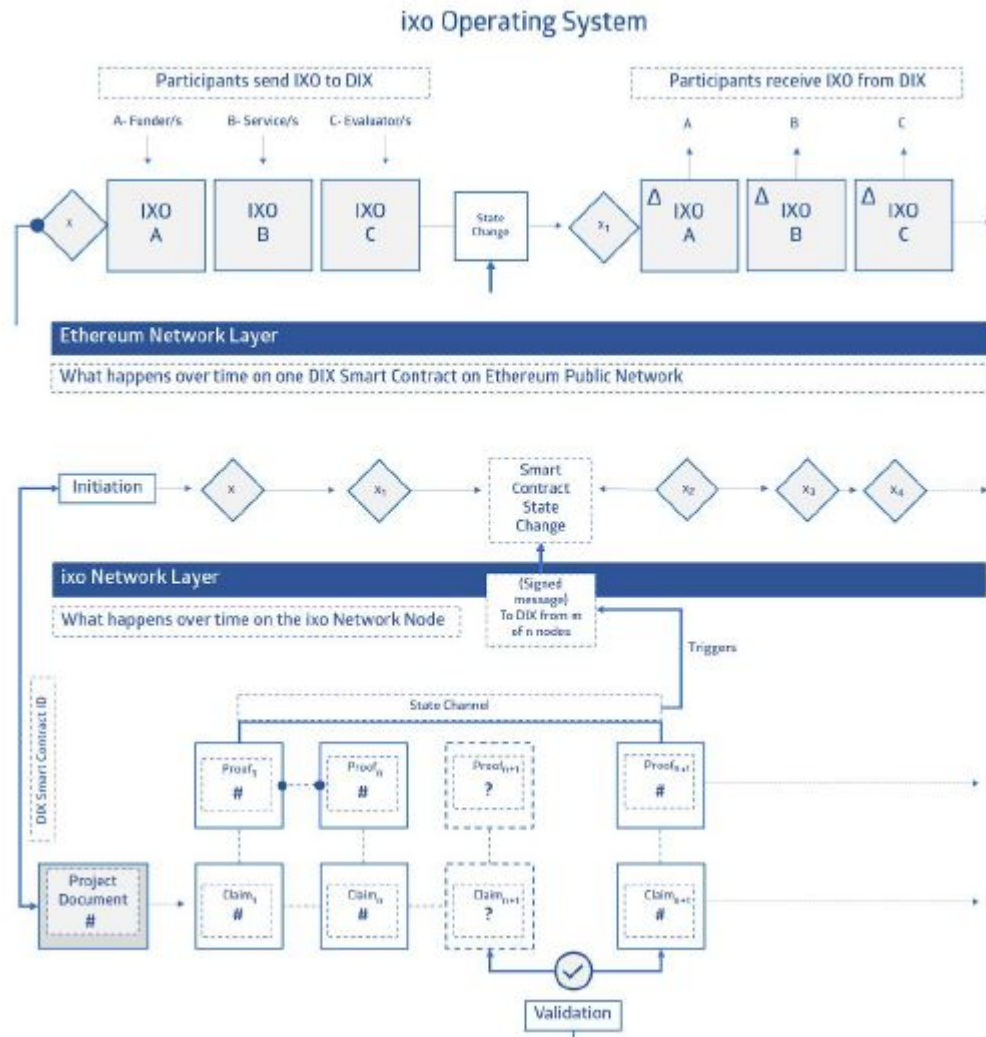 ixo Operating System
Participants send IXO to DIX
Participants receive IXO from DIX
A- Funder/s
B- Service/s
C- Evaluator/s
A
B
C
x
IXO
A
IXO
B
IXO
C
State
Change
x₁
Δ
IXO
A
Δ
IXO
B
Δ
IXO
C
Ethereum Network Layer
What happens over time on one DIX Smart Contract on Ethereum Public Network
Initiation
x
x₁
Smart
Contract
State
Change
x₂
x₃
x₄
ixo Network Layer
What happens over time on the ixo Network Node
(Signed
message)
To DIX from m
of n nodes
Triggers
DIX Smart Contract ID
State Channel
Proof₁
#
Proofₙ
#
Proofₙ₊₁
?
Proofₙ₊₁
#
Project
Document
#
Claim₁
#
Claimₙ
#
Claimₙ₊₁
?
Claimₙ₊₁
#
Validation